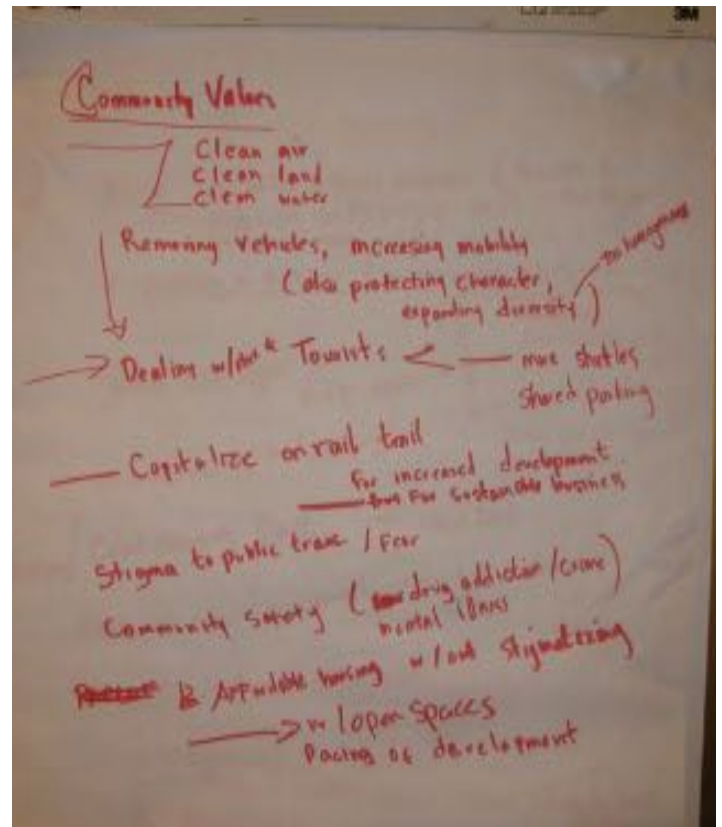 3M
Community Values
Clean air
Clean land
Clean water
Removing vehicles, increasing mobility
(also protecting character,
expanding diversity)
Dealing w/ Tourists
more shuttles
shared parking
Capitalize on rail trail
for increased development
for sustainable business
Stigma to public trans / Fear
Community Safety (drug addiction / crime)
mental illness
Affordable housing w/out stigmatizing
w/ open spaces
Pacing of development